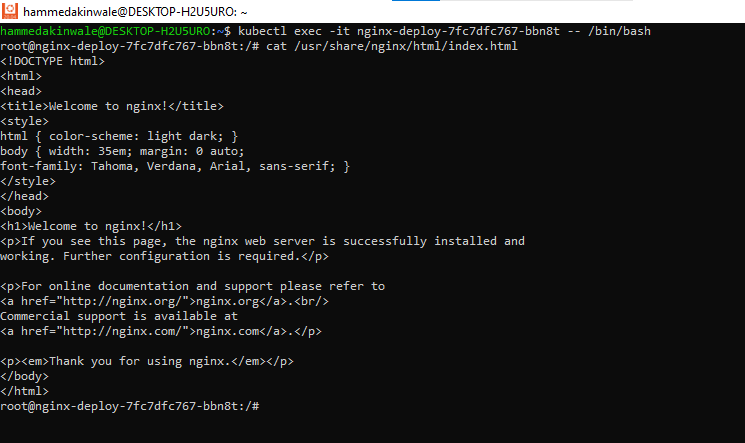 hammedakinwale@DESKTOP-H2U5URO: ~
hammedakinwale@DESKTOP-H2U5URO:~$ kubectl exec -it nginx-deploy-7fc7dfc767-bbn8t -- /bin/bash
root@nginx-deploy-7fc7dfc767-bbn8t:/# cat /usr/share/nginx/html/index.html
<!DOCTYPE html>
<html>
<head>
<title>Welcome to nginx!</title>
<style>
html { color-scheme: light dark; }
body { width: 35em; margin: 0 auto;
font-family: Tahoma, Verdana, Arial, sans-serif; }
</style>
</head>
<body>
<h1>Welcome to nginx!</h1>
<p>If you see this page, the nginx web server is successfully installed and
working. Further configuration is required.</p>

<p>For online documentation and support please refer to
<a href="http://nginx.org/">nginx.org</a>.<br/>
Commercial support is available at
<a href="http://nginx.com/">nginx.com</a>.</p>

<p><em>Thank you for using nginx.</em></p>
</body>
</html>
root@nginx-deploy-7fc7dfc767-bbn8t:/#